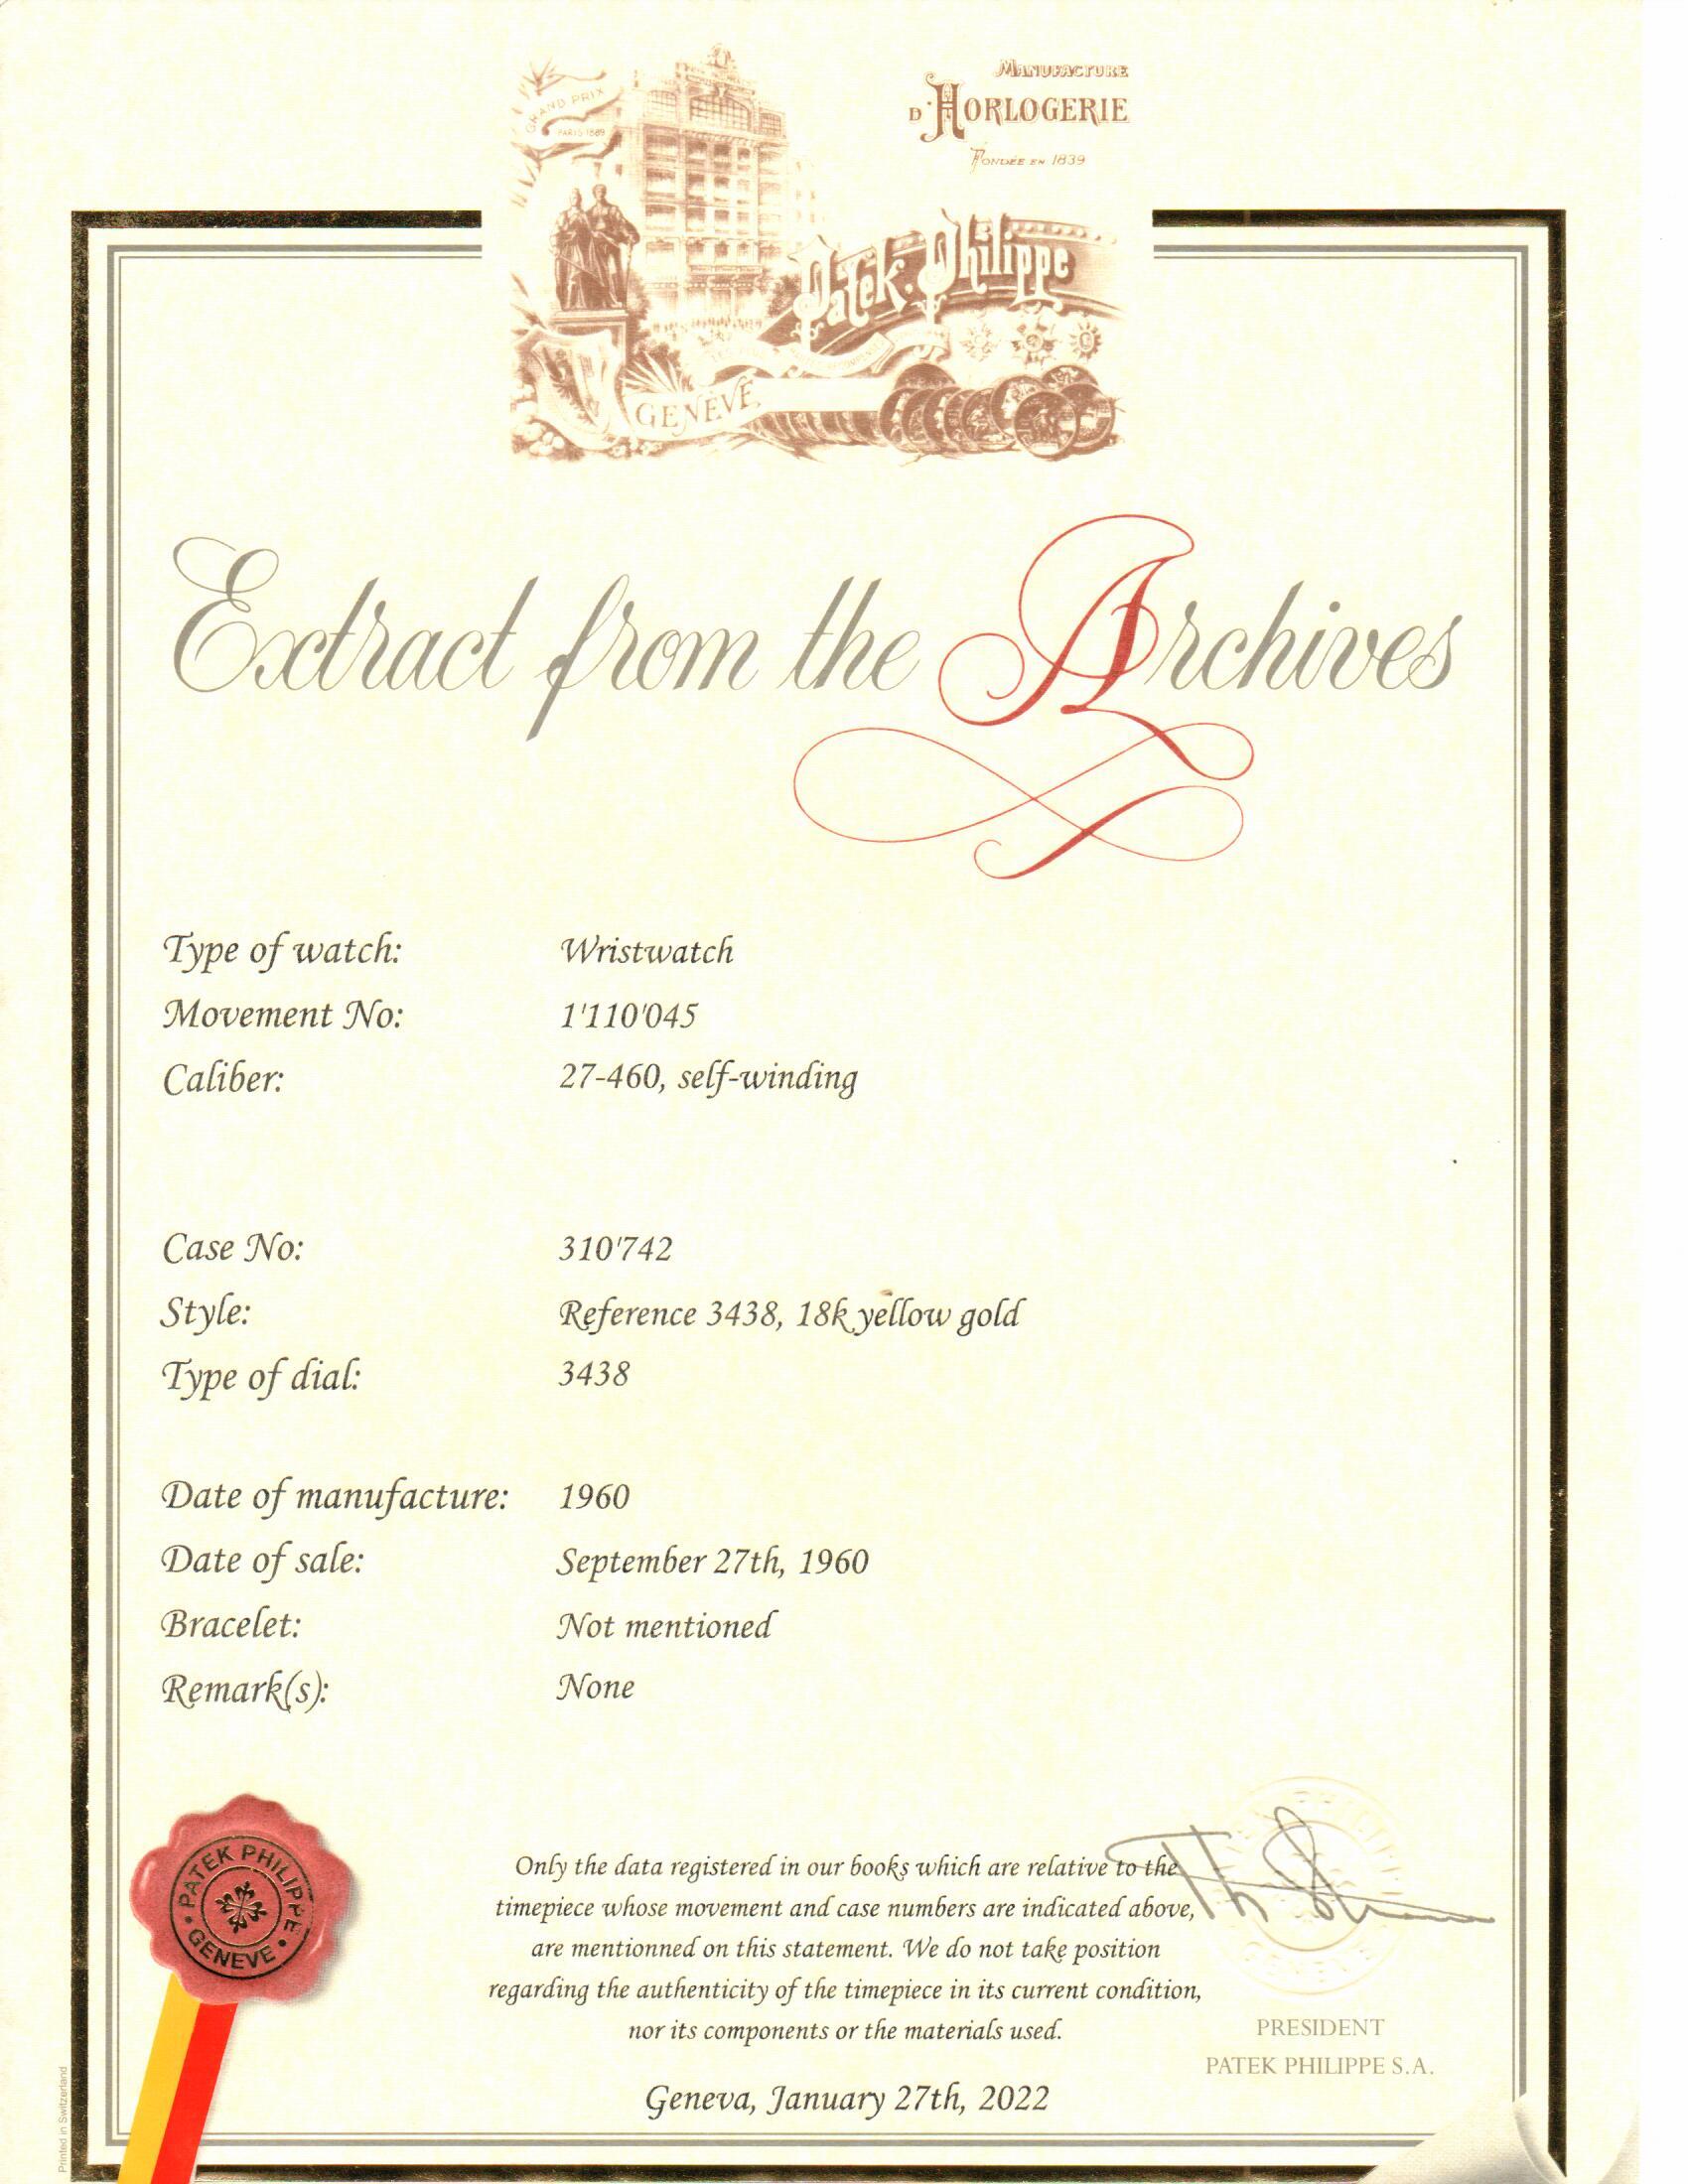 GRAND PRIX
PARIS 1889
MANUFACTURE
D'HORLOGERIE
FONDÉE EN 1839
Patek. Philippe
GENÈVE
Extract from the Archives
Type of watch: Wristwatch
Movement No: 1'110'045
Caliber: 27-460, self-winding
Case No: 310'742
Style: Reference 3438, 18k yellow gold
Type of dial: 3438
Date of manufacture: 1960
Date of sale: September 27th, 1960
Bracelet: Not mentioned
Remark(s): None
PATEK PHILIPPE
GENEVE
Only the data registered in our books which are relative to the
timepiece whose movement and case numbers are indicated above,
are mentionned on this statement. We do not take position
regarding the authenticity of the timepiece in its current condition,
nor its components or the materials used.
PRESIDENT
PATEK PHILIPPE S.A.
Geneva, January 27th, 2022
Printed in Switzerland